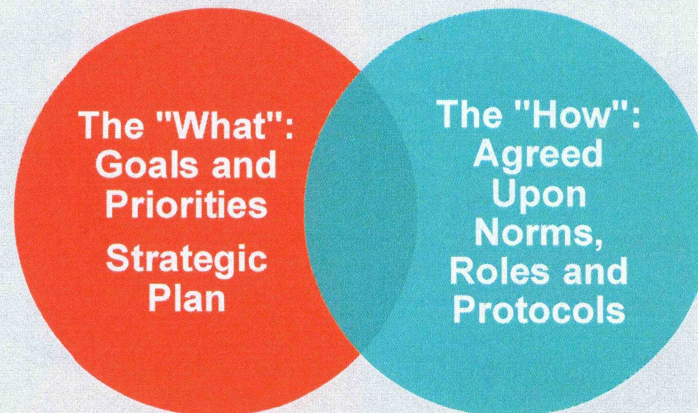 The "What":
Goals and
Priorities
Strategic
Plan
The "How":
Agreed
Upon
Norms,
Roles and
Protocols